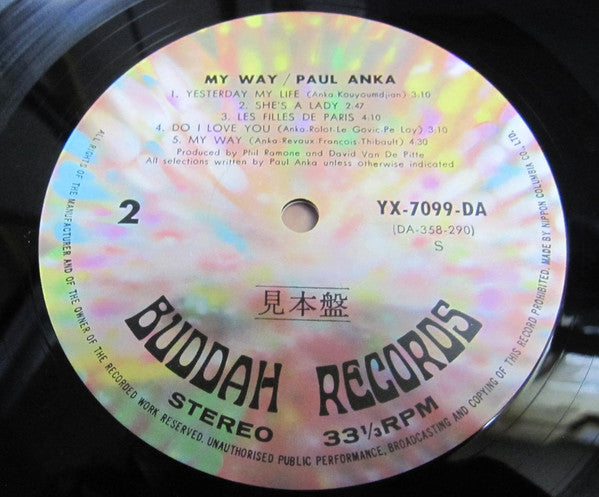 MY WAY / PAUL ANKA
1. YESTERDAY MY LIFE (Anka-Kouyoumdjian) 3:10
2. SHE'S A LADY 2:47
3. LES FILLES DE PARIS 4:10
4. DO I LOVE YOU (Anka-Rolat-Le Govic-Pe Lay) 3:10
5. MY WAY (Anka-Revaux-François-Thibault) 4:30
Produced by Phil Ramone and David Van De Pitte
All selections written by Paul Anka unless otherwise indicated
2
YX-7099-DA
(DA-358-290)
S
見本盤
BUDDAH RECORDS
STEREO
33 1/3 RPM
ALL RIGHTS OF THE MANUFACTURER AND OF THE OWNER OF THE RECORDED WORK RESERVED. UNAUTHORISED PUBLIC PERFORMANCE, BROADCASTING AND COPYING OF THIS RECORD PROHIBITED. MADE BY NIPPON COLUMBIA CO., LTD.